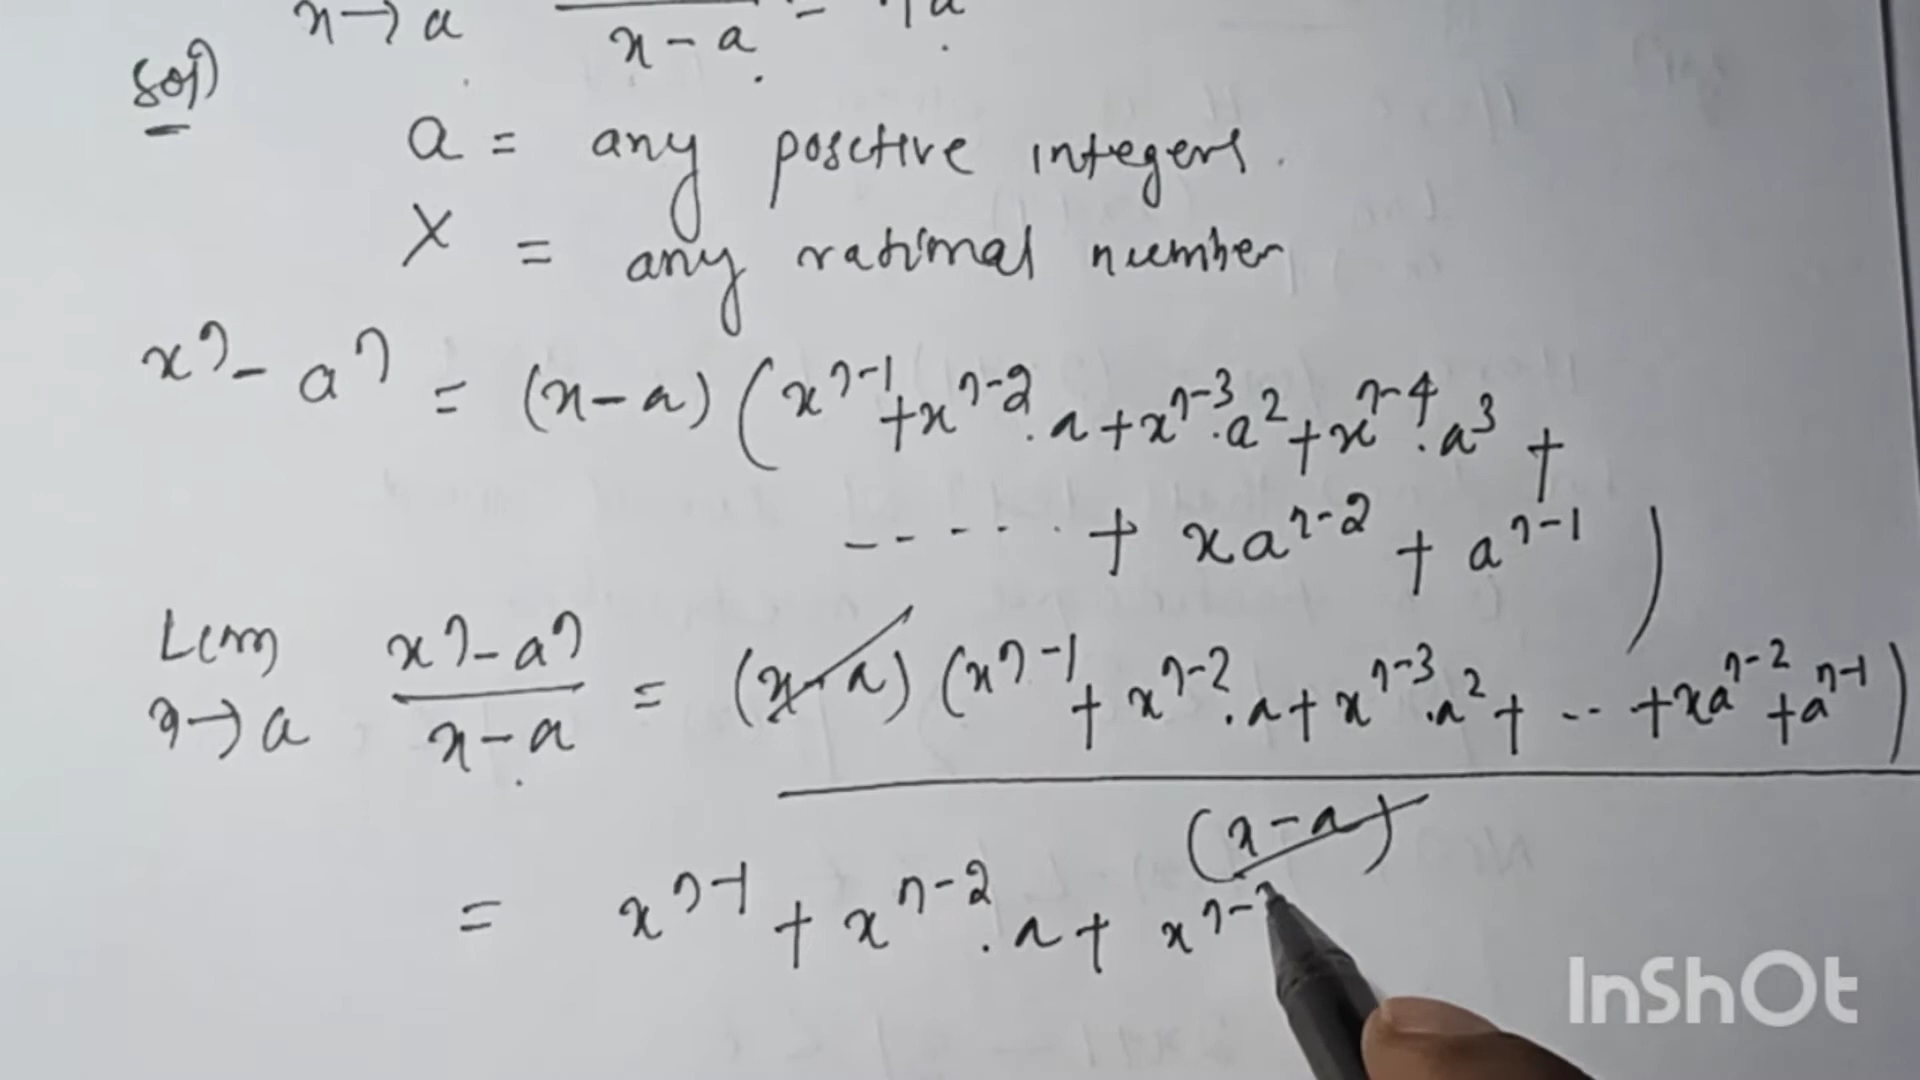 x→a x-a = na
Sol)
a = any posctive integers.
X = any rational number
xⁿ - aⁿ = (x-a) (xⁿ⁻¹ + xⁿ⁻².a + xⁿ⁻³.a² + xⁿ⁻⁴.a³ +
----- + xaⁿ⁻² + aⁿ⁻¹)
Lim xⁿ-aⁿ = (x-a) (xⁿ⁻¹ + xⁿ⁻².a + xⁿ⁻³.a² + -- + xaⁿ⁻² + aⁿ⁻¹)
x→a x-a (x-a)
= xⁿ⁻¹ + xⁿ⁻².a + xⁿ⁻
InShOt